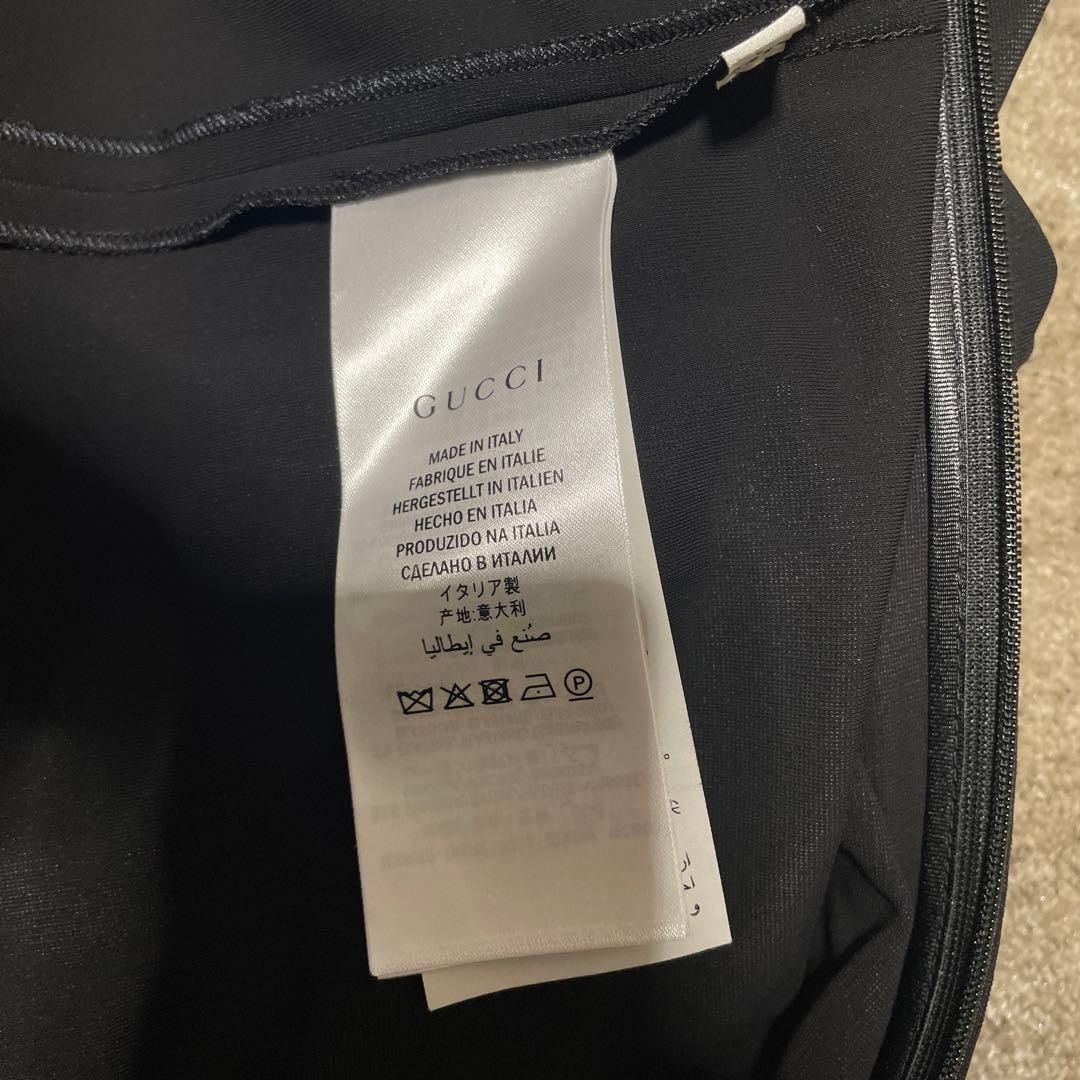 GUCCI
MADE IN ITALY
FABRIQUE EN ITALIE
HERGESTELLT IN ITALIEN
HECHO EN ITALIA
PRODUZIDO NA ITALIA
СДЕЛАНО В ИТАЛИИ
イタリア製
产地:意大利
صُنع في إيطاليا
P